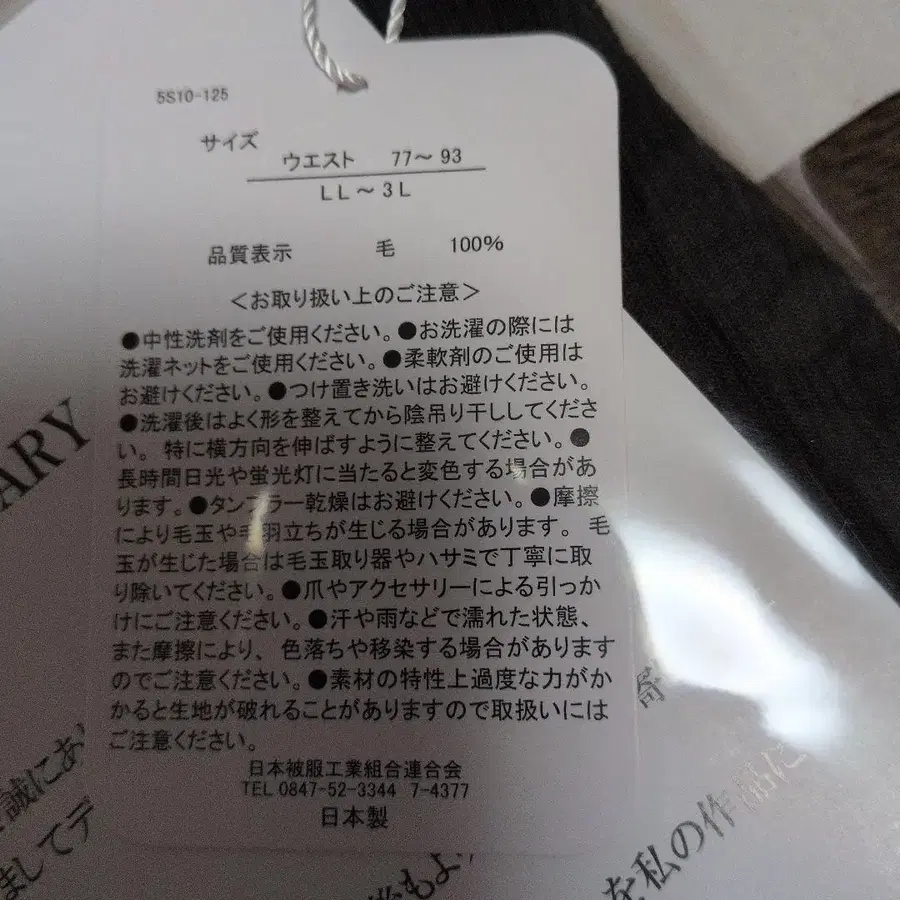 5S10-125
サイズ
ウエスト 77～93
LL～3L
品質表示 毛 100%
＜お取り扱い上のご注意＞
●中性洗剤をご使用ください。●お洗濯の際には
洗濯ネットをご使用ください。●柔軟剤のご使用は
お避けください。●つけ置き洗いはお避けください。
●洗濯後はよく形を整えてから陰吊り干ししてくださ
い。特に横方向を伸ばすように整えてください。●
長時間日光や蛍光灯に当たると変色する場合があ
ります。●タンブラー乾燥はお避けください。●摩擦
により毛玉や毛羽立ちが生じる場合があります。毛
玉が生じた場合は毛玉取り器やハサミで丁寧に取
り除いてください。●爪やアクセサリーによる引っか
けにご注意ください。●汗や雨などで濡れた状態、
また摩擦により、色落ちや移染する場合があります
のでご注意ください。●素材の特性上過度な力がか
かると生地が破れることがありますので取扱いには
ご注意ください。
日本被服工業組合連合会
TEL 0847-52-3344 7-4377
日本製
ARY
誠にあ
ましてデ
後もよ
を私の作品に